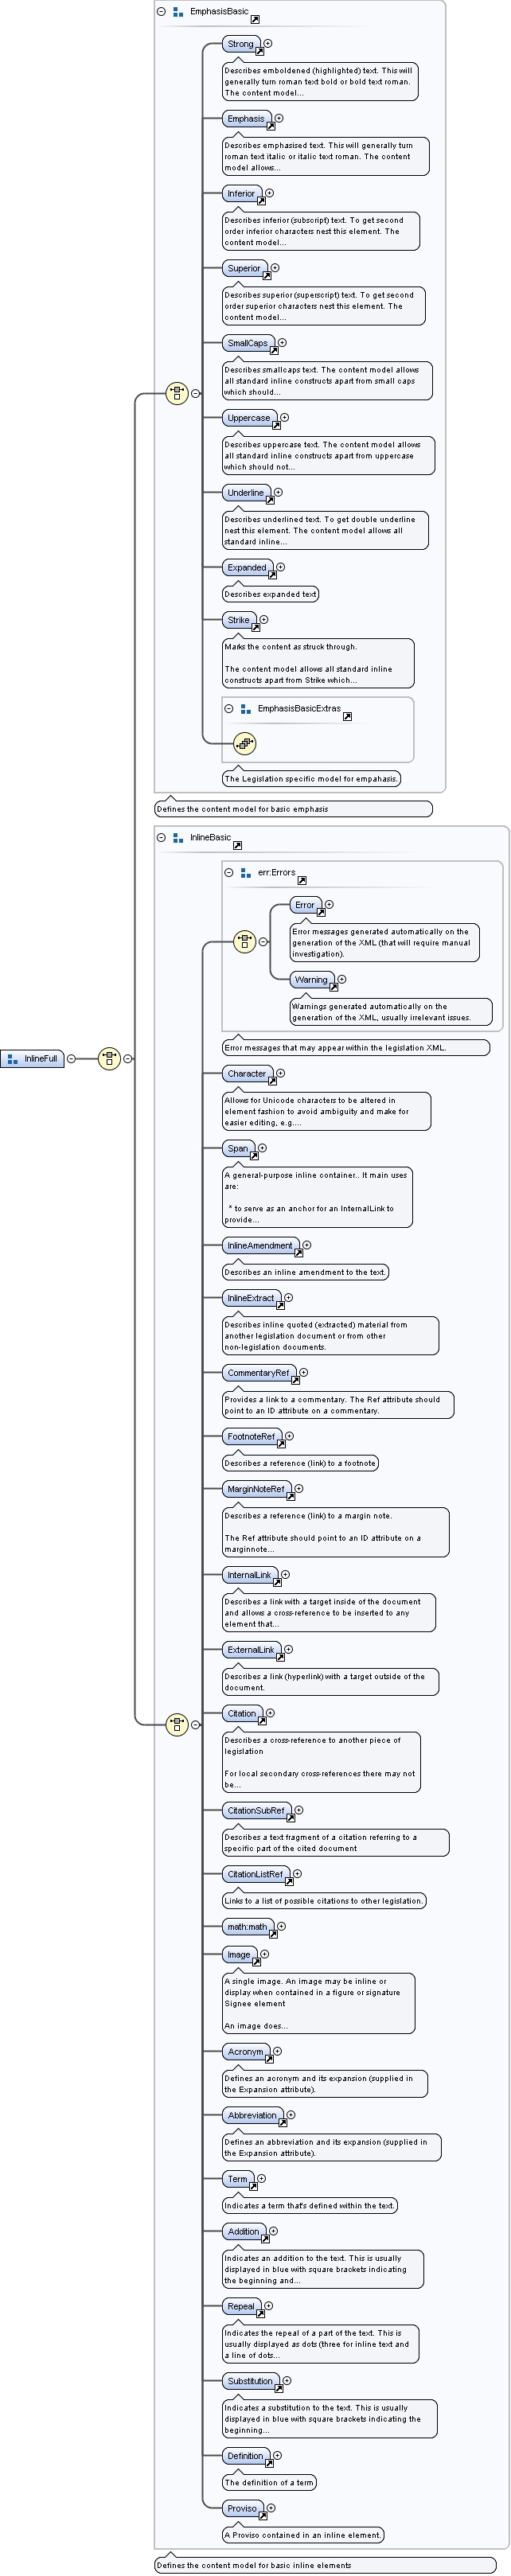 EmphasisBasic
Strong
Describes emboldened (highlighted) text. This will
generally turn roman text bold or bold text roman.
The content model...
Emphasis
Describes emphasised text. This will generally turn
roman text italic or italic text roman. The content
model allows...
Inferior
Describes inferior (subscript) text. To get second
order inferior characters nest this element. The
content model...
Superior
Describes superior (superscript) text. To get second
order superior characters nest this element. The
content model...
SmallCaps
Describes smallcaps text. The content model allows
all standard inline constructs apart from small caps
which should...
Uppercase
Describes uppercase text. The content model allows
all standard inline constructs apart from uppercase
which should not...
Underline
Describes underlined text. To get double underline
nest this element. The content model allows all
standard inline...
Expanded
Describes expanded text
Strike
Marks the content as struck through.
The content model allows all standard inline
constructs apart from Strike which...
EmphasisBasicExtras
The Legislation specific model for empahasis.
Defines the content model for basic emphasis
InlineBasic
err:Errors
Error
Error messages generated automatically on the
generation of the XML (that will require manual
investigation).
Warning
Warnings generated automatically on the
generation of the XML, usually irrelevant issues.
Error messages that may appear within the legislation XML.
InlineFull
Character
Allows for Unicode characters to be altered in
element fashion to avoid ambiguity and make for
easier editing, e.g....
Span
A general-purpose inline container.. It main uses
are:
* to serve as an anchor for an InternalLink to
provide...
InlineAmendment
Describes an inline amendment to the text.
InlineExtract
Describes inline quoted (extracted) material from
another legislation document or from other
non-legislation documents.
CommentaryRef
Provides a link to a commentary. The Ref attribute should
point to an ID attribute on a commentary.
FootnoteRef
Describes a reference (link) to a footnote
MarginNoteRef
Describes a reference (link) to a margin note.
The Ref attribute should point to an ID attribute on a
marginnote...
InternalLink
Describes a link with a target inside of the document
and allows a cross-reference to be inserted to any
element that...
ExternalLink
Describes a link (hyperlink) with a target outside of the
document.
Citation
Describes a cross-reference to another piece of
legislation
For local secondary cross-references there may not
be...
CitationSubRef
Describes a text fragment of a citation referring to a
specific part of the cited document
CitationListRef
Links to a list of possible citations to other legislation.
math:math
Image
A single image. An image may be inline or
display when contained in a figure or signature
Signee element
An image does...
Acronym
Defines an acronym and its expansion (supplied in
the Expansion attribute).
Abbreviation
Defines an abbreviation and its expansion (supplied in
the Expansion attribute).
Term
Indicates a term that's defined within the text.
Addition
Indicates an addition to the text. This is usually
displayed in blue with square brackets indicating
the beginning and...
Repeal
Indicates the repeal of a part of the text. This is
usually displayed as dots (three for inline text and
a line of dots...
Substitution
Indicates a substitution to the text. This is usually
displayed in blue with square brackets indicating the
beginning...
Definition
The definition of a term
Proviso
A Proviso contained in an inline element.
Defines the content model for basic inline elements